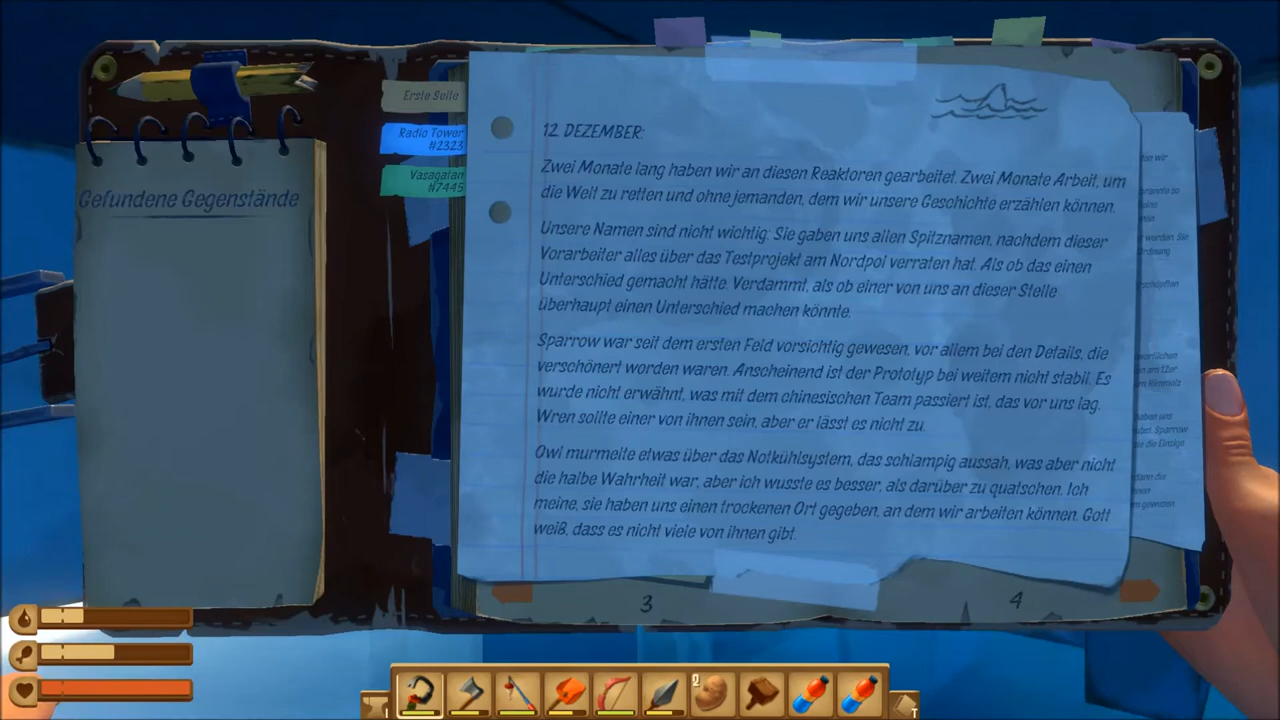 Gefundene Gegenstände
Erste Seite
Radio Tower
#2323
Vasagatan
#7445
12. DEZEMBER:
Zwei Monate lang haben wir an diesen Reaktoren gearbeitet. Zwei Monate Arbeit, um
die Welt zu retten und ohne jemanden, dem wir unsere Geschichte erzählen können.
Unsere Namen sind nicht wichtig; Sie gaben uns allen Spitznamen, nachdem dieser
Vorarbeiter alles über das Testprojekt am Nordpol verraten hat. Als ob das einen
Unterschied gemacht hätte. Verdammt, als ob einer von uns an dieser Stelle
überhaupt einen Unterschied machen könnte.
Sparrow war seit dem ersten Feld vorsichtig gewesen, vor allem bei den Details, die
verschönert worden waren. Anscheinend ist der Prototyp bei weitem nicht stabil. Es
wurde nicht erwähnt, was mit dem chinesischen Team passiert ist, das vor uns lag.
Wren sollte einer von ihnen sein, aber er lässt es nicht zu.
Owl murmelte etwas über das Notkühlsystem, das schlampig aussah, was aber nicht
die halbe Wahrheit war, aber ich wusste es besser, als darüber zu quatschen. Ich
meine, sie haben uns einen trockenen Ort gegeben, an dem wir arbeiten können. Gott
weiß, dass es nicht viele von ihnen gibt.
3
4
wir
Sie
Sparrow
die Einzige
2
1
T